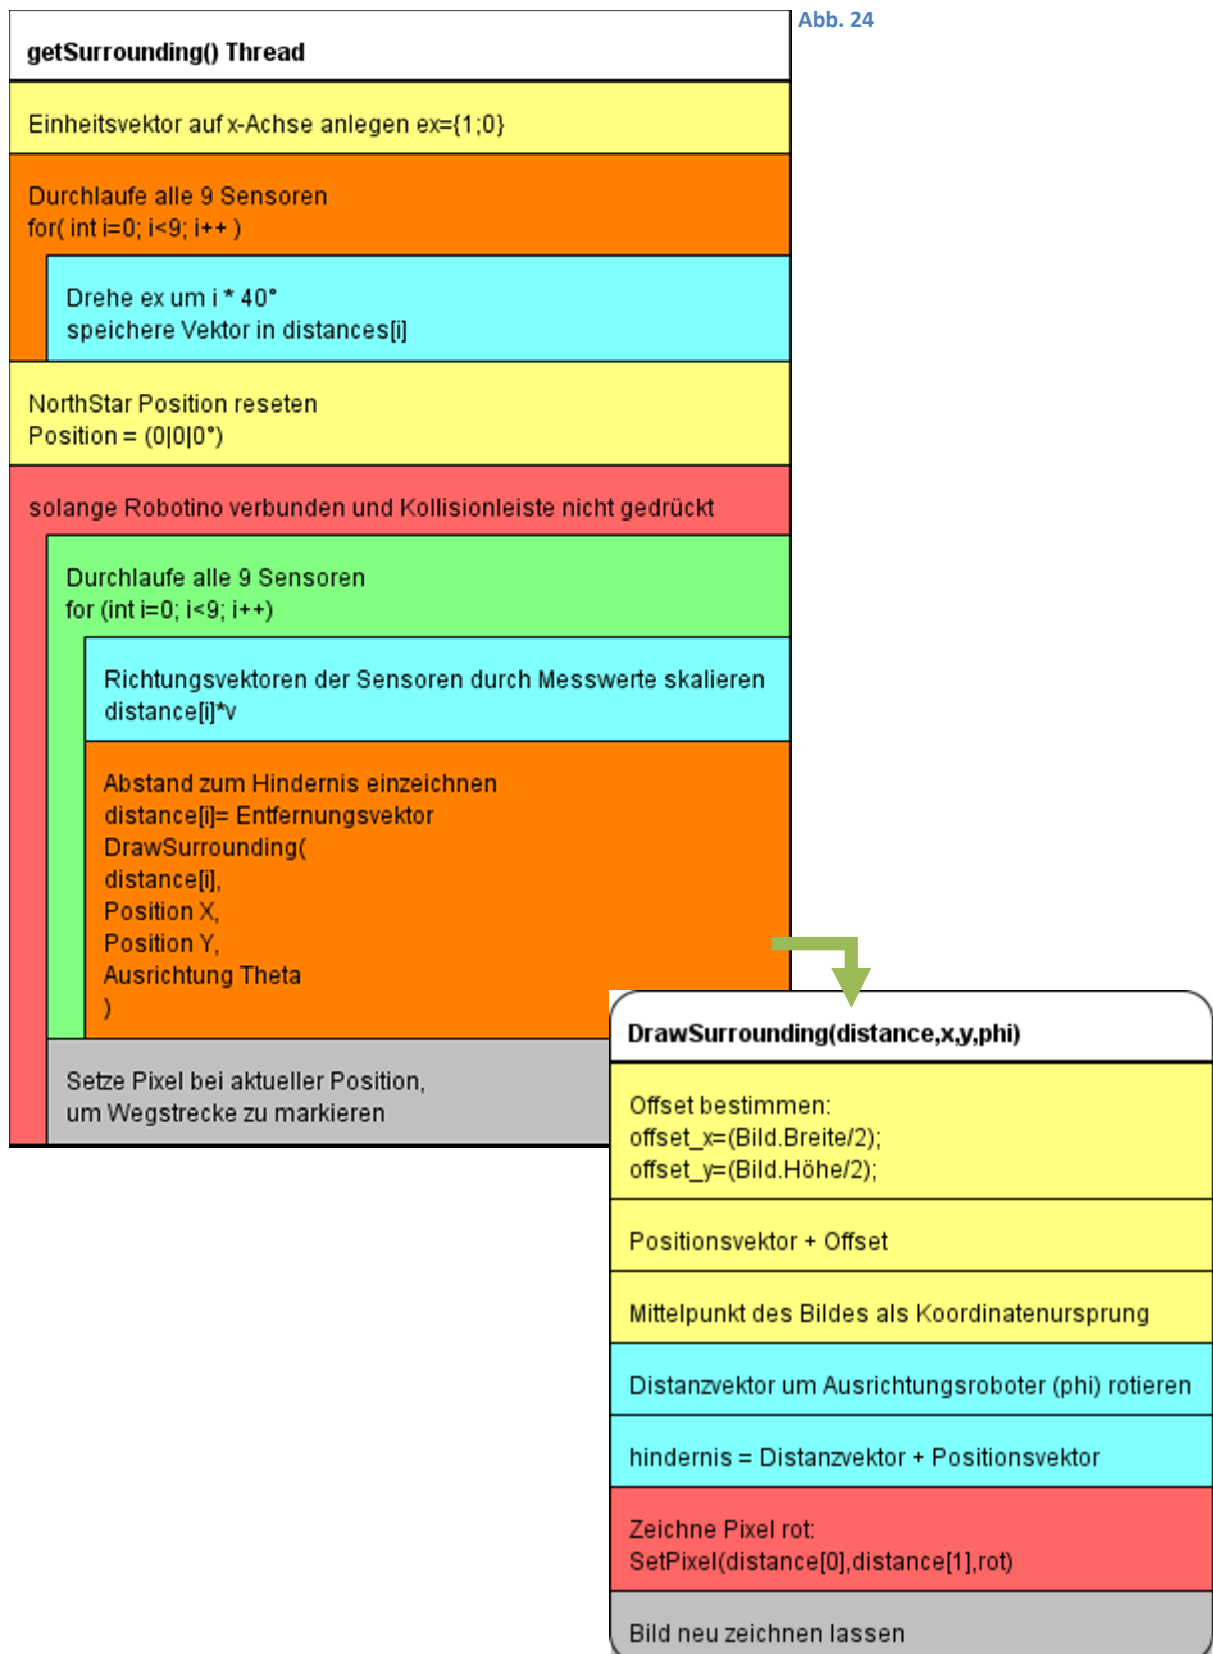 Abb. 24
getSurrounding() Thread
Einheitsvektor auf x-Achse anlegen ex={1;0}
Durchlaufe alle 9 Sensoren
for( int i=0; i<9; i++ )
Drehe ex um i * 40°
speichere Vektor in distances[i]
NorthStar Position reseten
Position = (0|0|0°)
solange Robotino verbunden und Kollisionleiste nicht gedrückt
Durchlaufe alle 9 Sensoren
for (int i=0; i<9; i++)
Richtungsvektoren der Sensoren durch Messwerte skalieren
distance[i]*v
Abstand zum Hindernis einzeichnen
distance[i]= Entfernungsvektor
DrawSurrounding(
distance[i],
Position X,
Position Y,
Ausrichtung Theta
)
Setze Pixel bei aktueller Position,
um Wegstrecke zu markieren
DrawSurrounding(distance,x,y,phi)
Offset bestimmen:
offset_x=(Bild.Breite/2);
offset_y=(Bild.Höhe/2);
Positionsvektor + Offset
Mittelpunkt des Bildes als Koordinatenursprung
Distanzvektor um Ausrichtungsroboter (phi) rotieren
hindernis = Distanzvektor + Positionsvektor
Zeichne Pixel rot:
SetPixel(distance[0],distance[1],rot)
Bild neu zeichnen lassen